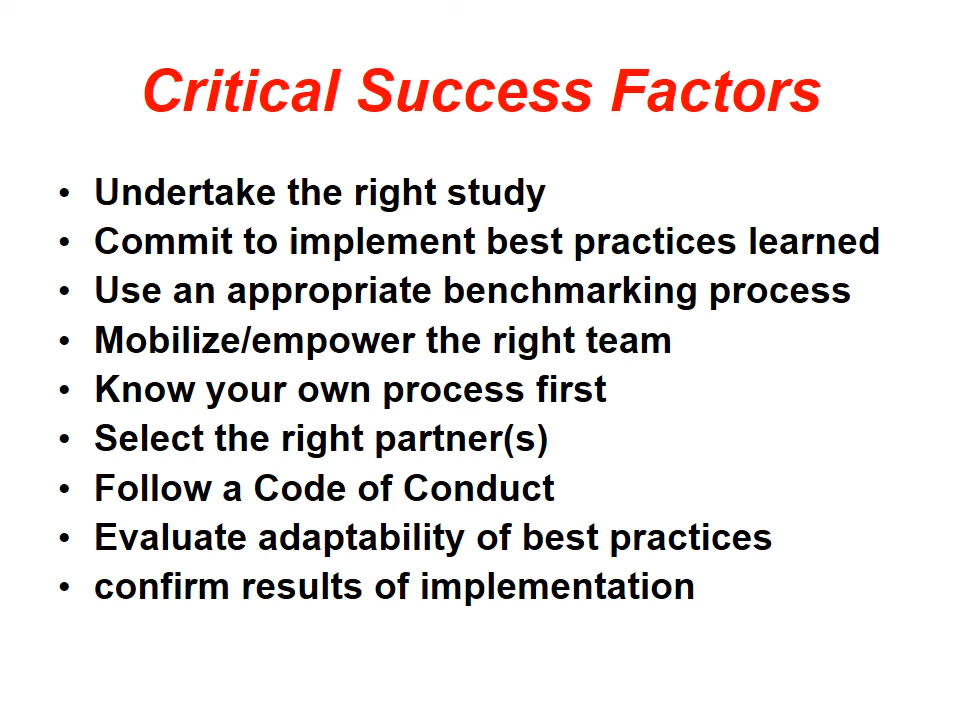 Critical Success Factors
• Undertake the right study
• Commit to implement best practices learned
• Use an appropriate benchmarking process
• Mobilize/empower the right team
• Know your own process first
• Select the right partner(s)
• Follow a Code of Conduct
• Evaluate adaptability of best practices
• confirm results of implementation